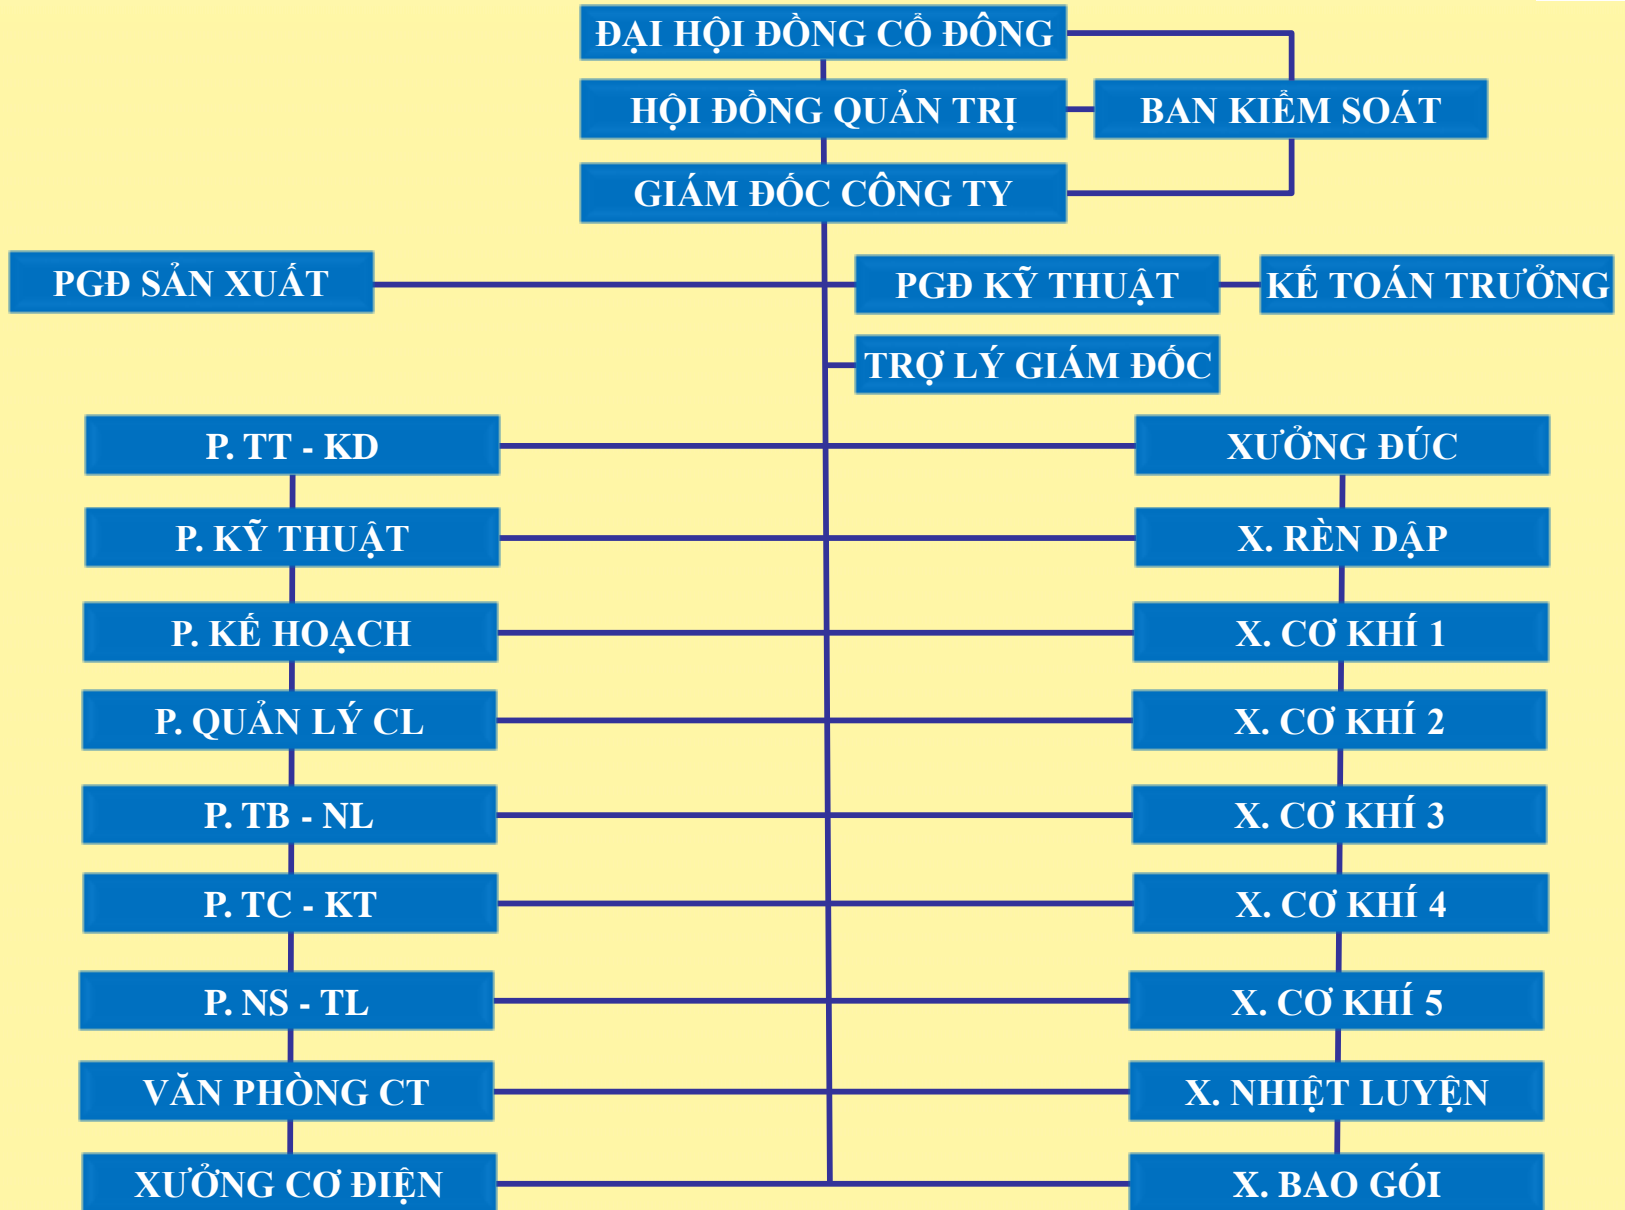 ĐẠI HỘI ĐỒNG CỔ ĐÔNG
HỘI ĐỒNG QUẢN TRỊ
BAN KIỂM SOÁT
GIÁM ĐỐC CÔNG TY
PGĐ SẢN XUẤT
PGĐ KỸ THUẬT
KẾ TOÁN TRƯỞNG
TRỢ LÝ GIÁM ĐỐC
P. TT - KD
XƯỞNG ĐÚC
P. KỸ THUẬT
X. RÈN DẬP
P. KẾ HOẠCH
X. CƠ KHÍ 1
P. QUẢN LÝ CL
X. CƠ KHÍ 2
P. TB - NL
X. CƠ KHÍ 3
P. TC - KT
X. CƠ KHÍ 4
P. NS - TL
X. CƠ KHÍ 5
VĂN PHÒNG CT
X. NHIỆT LUYỆN
XƯỞNG CƠ ĐIỆN
X. BAO GÓI